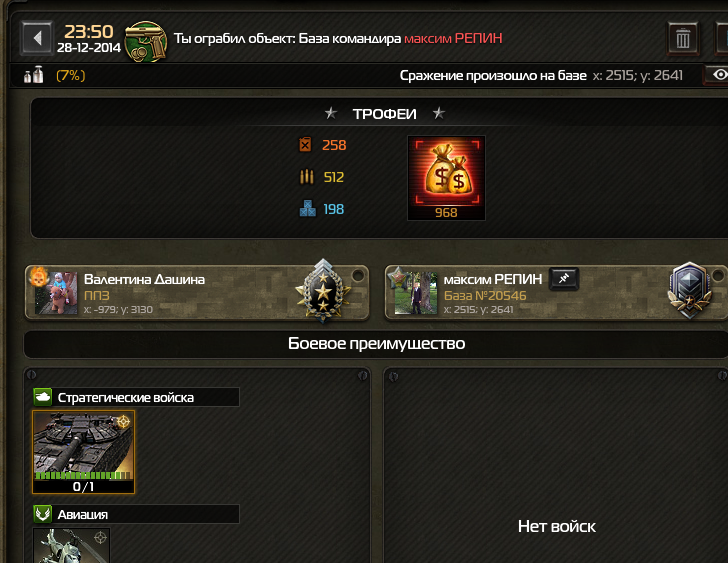 23:50
28-12-2014
Ты ограбил объект: База командира максим РЕПИН
(7%)
Сражение произошло на базе x: 2515; y: 2641
ТРОФЕИ
258
512
198
968
Валентина Дашина
ППЗ
x: -979; y: 3130
максим РЕПИН
База №20546
x: 2515; y: 2641
Боевое преимущество
Стратегические войска
0/1
Авиация
Нет войск